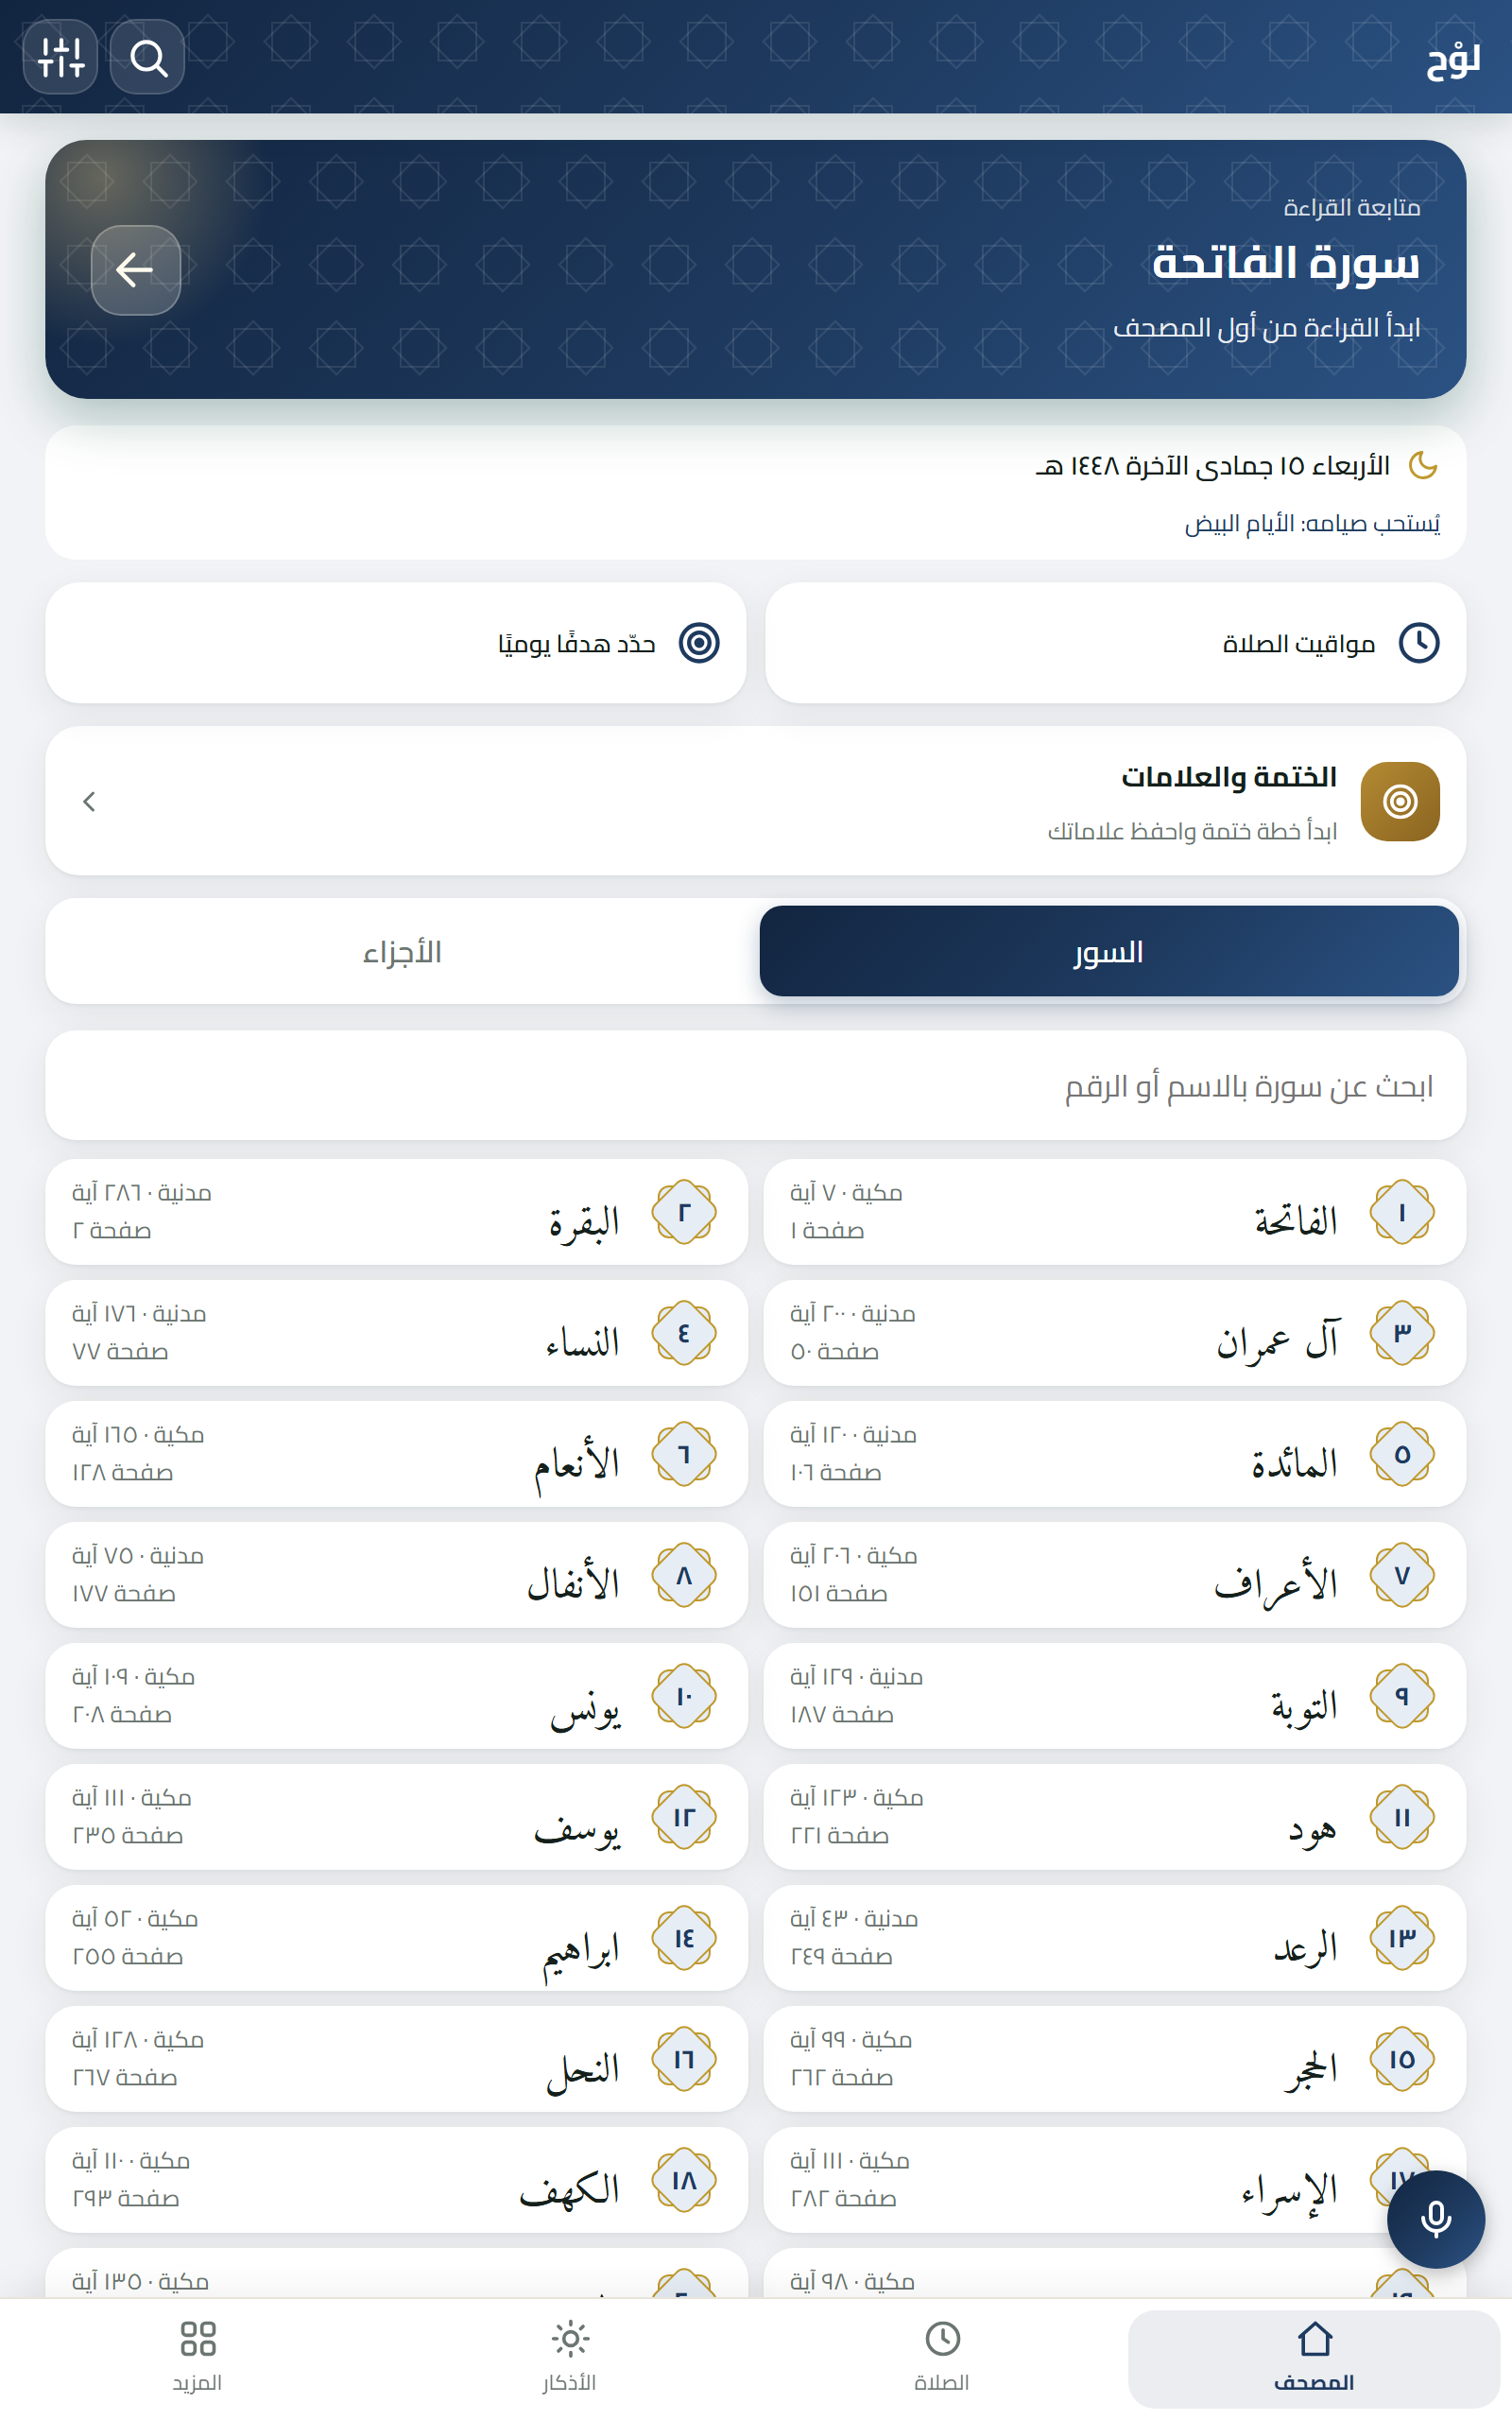 لوْح
متابعة القراءة
سورة الفاتحة
ابدأ القراءة من أول المصحف
الأربعاء ١٥ جمادى الآخرة ١٤٤٨ هـ
يُستحب صيامه: الأيام البيض
مواقيت الصلاة
حدّد هدفًا يوميًا
الختمة والعلامات
ابدأ خطة ختمة واحفظ علاماتك
السور
الأجزاء
ابحث عن سورة بالاسم أو الرقم
١ الفاتحة مكية · ٧ آية
صفحة ١
٢ البقرة مدنية · ٢٨٦ آية
صفحة ٢
٣ آل عمران مدنية · ٢٠٠ آية
صفحة ٥٠
٤ النساء مدنية · ١٧٦ آية
صفحة ٧٧
٥ المائدة مدنية · ١٢٠ آية
صفحة ١٠٦
٦ الأنعام مكية · ١٦٥ آية
صفحة ١٢٨
٧ الأعراف مكية · ٢٠٦ آية
صفحة ١٥١
٨ الأنفال مدنية · ٧٥ آية
صفحة ١٧٧
٩ التوبة مدنية · ١٢٩ آية
صفحة ١٨٧
١٠ يونس مكية · ١٠٩ آية
صفحة ٢٠٨
١١ هود مكية · ١٢٣ آية
صفحة ٢٢١
١٢ يوسف مكية · ١١١ آية
صفحة ٢٣٥
١٣ الرعد مدنية · ٤٣ آية
صفحة ٢٤٩
١٤ ابراهيم مكية · ٥٢ آية
صفحة ٢٥٥
١٥ الحجر مكية · ٩٩ آية
صفحة ٢٦٢
١٦ النحل مكية · ١٢٨ آية
صفحة ٢٦٧
١٧ الإسراء مكية · ١١١ آية
صفحة ٢٨٢
١٨ الكهف مكية · ١١٠ آية
صفحة ٢٩٣
مكية · ٩٨ آية
مكية · ١٣٥ آية
المصحف
الصلاة
الأذكار
المزيد